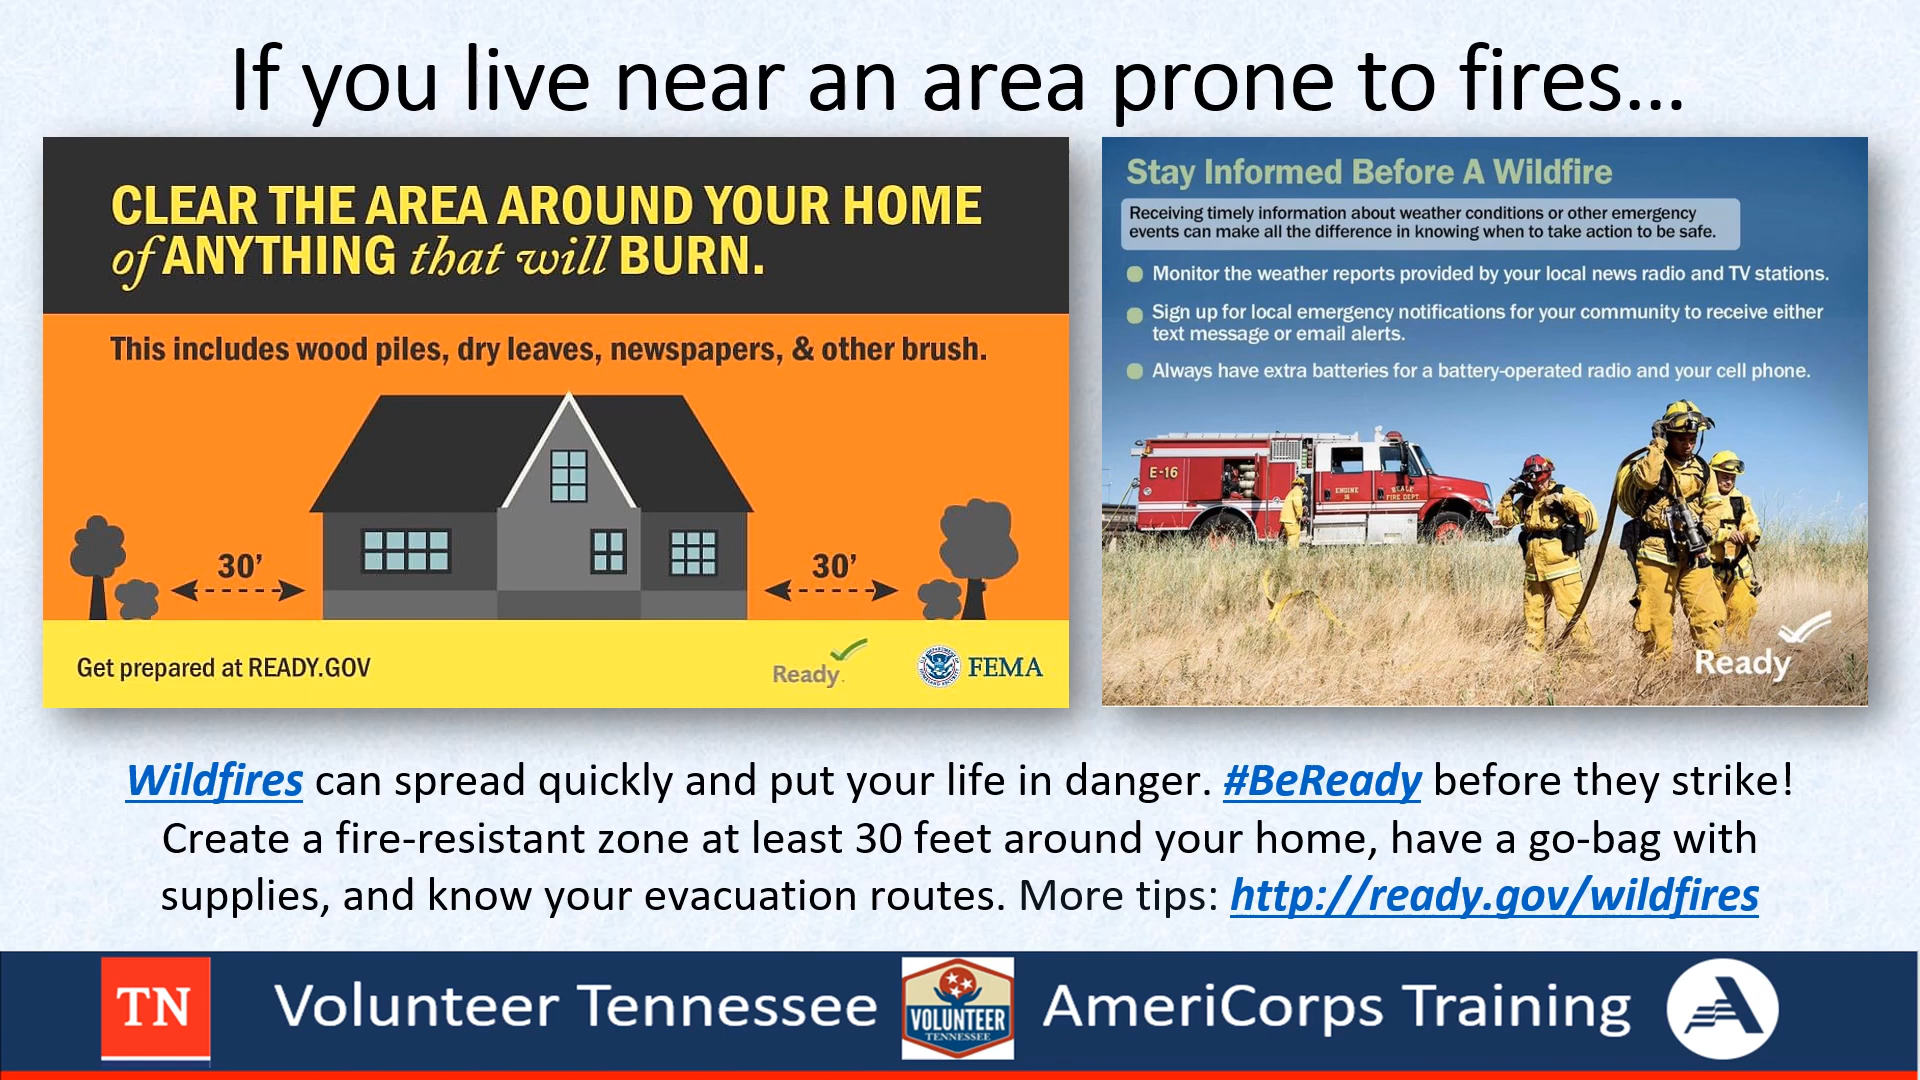 If you live near an area prone to fires...
CLEAR THE AREA AROUND YOUR HOME
of ANYTHING that will BURN.
This includes wood piles, dry leaves, newspapers, & other brush.
30’
30’
Get prepared at READY.GOV
Ready.
FEMA
Stay Informed Before A Wildfire
Receiving timely information about weather conditions or other emergency
events can make all the difference in knowing when to take action to be safe.
Monitor the weather reports provided by your local news radio and TV stations.
Sign up for local emergency notifications for your community to receive either
text message or email alerts.
Always have extra batteries for a battery-operated radio and your cell phone.
E-16
ENGINE
16
BEALE
FIRE DEPT.
Ready
Wildfires can spread quickly and put your life in danger. #BeReady before they strike!
Create a fire-resistant zone at least 30 feet around your home, have a go-bag with
supplies, and know your evacuation routes. More tips: http://ready.gov/wildfires
TN
Volunteer Tennessee
VOLUNTEER
TENNESSEE
AmeriCorps Training
A